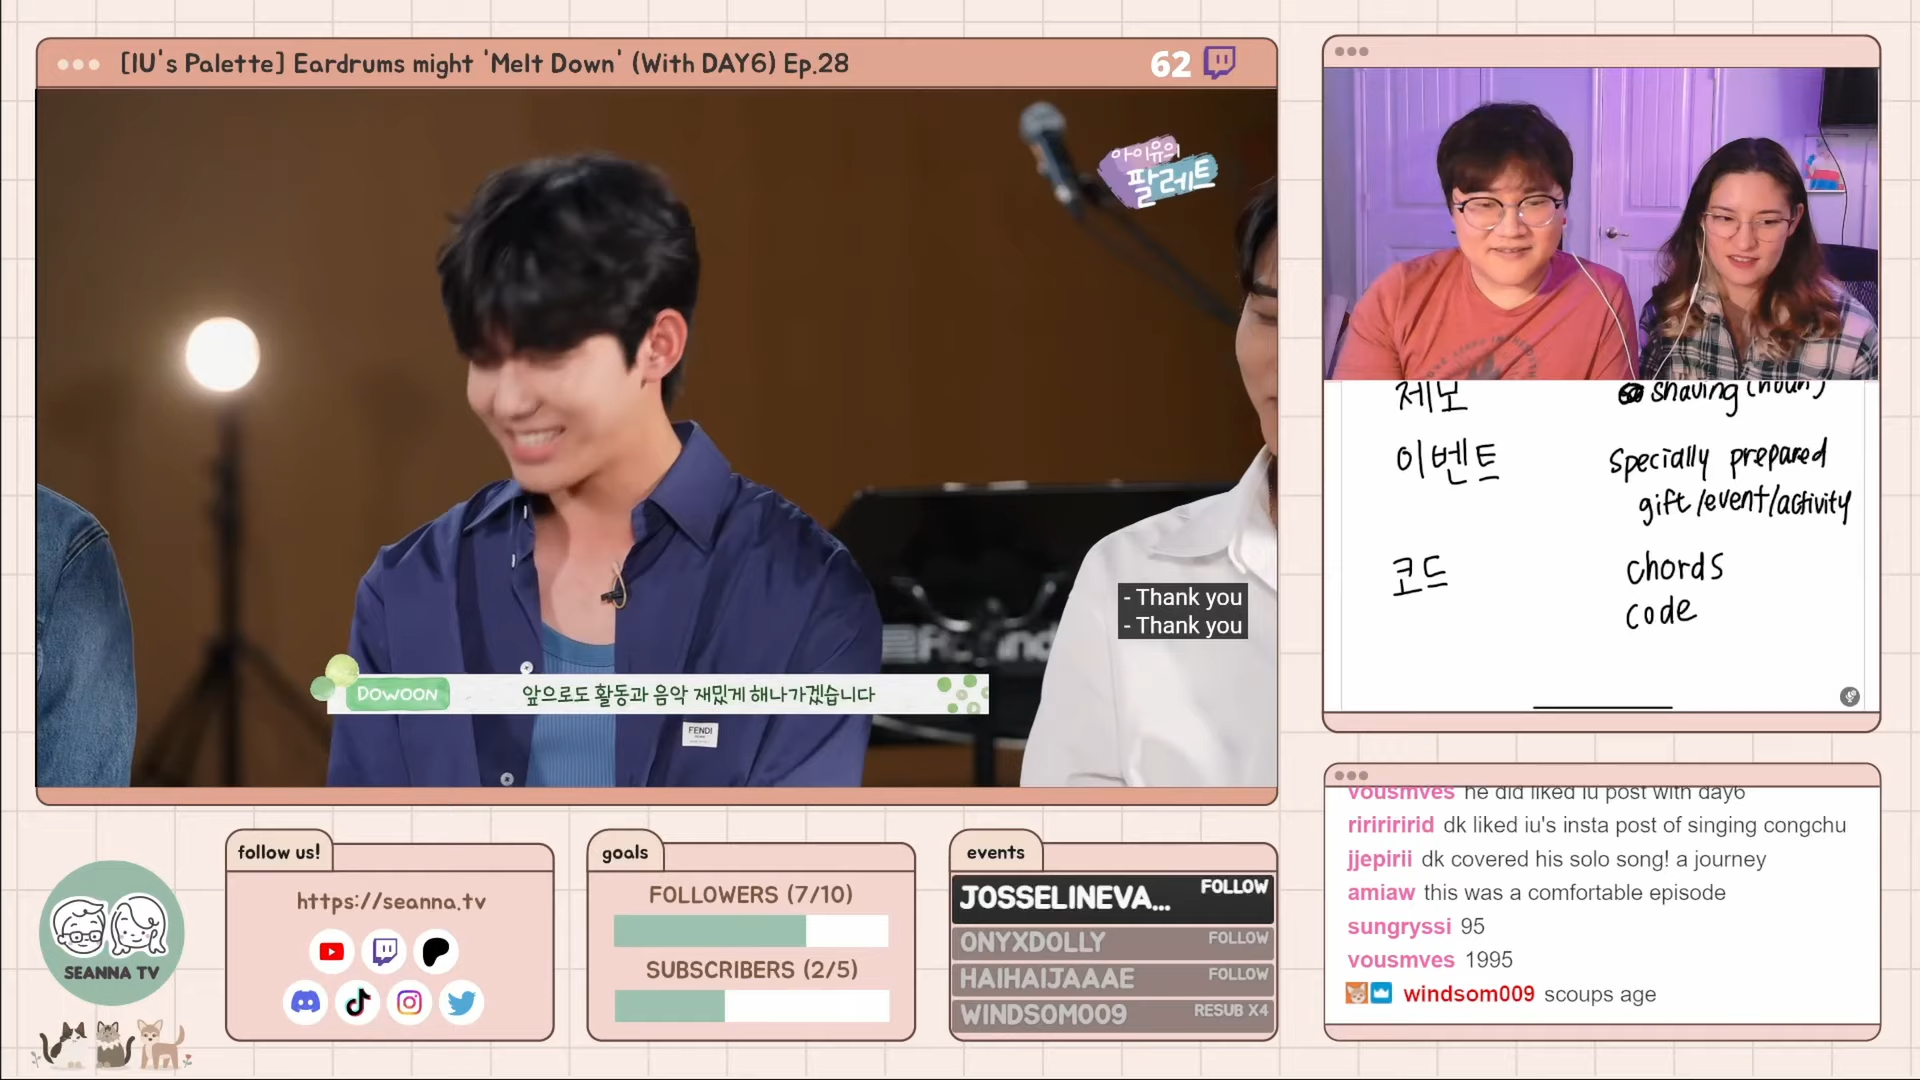 [IU's Palette] Eardrums might 'Melt Down' (With DAY6) Ep.28
62
아이유의
팔레트
- Thank you
- Thank you
DOWOON
앞으로도 활동과 음악 재밌게 해나가겠습니다
FENDI
제보
shaving (noun)
이벤트
specially prepared
gift/event/activity
코드
chords
code
vousmves he did liked iu post with day6
riririririd dk liked iu's insta post of singing congchu
jjepirii dk covered his solo song! a journey
amiaw this was a comfortable episode
sungryssi 95
vousmves 1995
windsom009 scoups age
follow us!
https://seanna.tv
SEANNA TV
goals
FOLLOWERS (7/10)
SUBSCRIBERS (2/5)
events
JOSSELINEVA... FOLLOW
ONYXDOLLY FOLLOW
HAIHAIJAAAE FOLLOW
WINDSOM009 RESUB X4